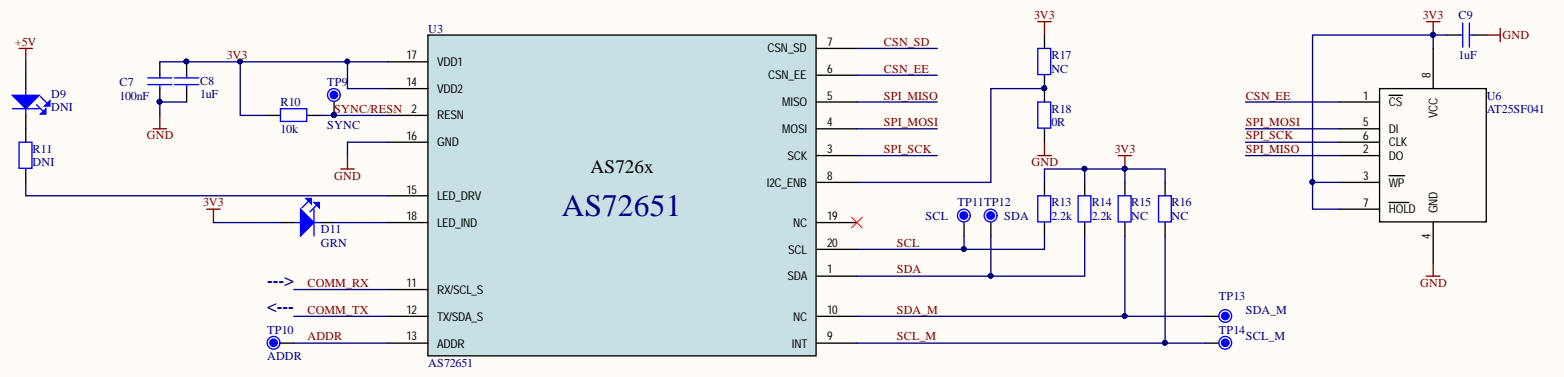 +5V
D9
DNI
R11
DNI
3V3
C7
100nF
C8
1uF
GND
R10
10k
TP9
SYNC/RESN
SYNC
GND
3V3
D11
GRN
--->
COMM_RX
<---
COMM_TX
TP10
ADDR
ADDR
U3
17
VDD1
14
VDD2
2
RESN
16
GND
15
LED_DRV
18
LED_IND
11
RX/SCL_S
12
TX/SDA_S
13
ADDR
AS726x
AS72651
AS72651
CSN_SD
7
CSN_SD
CSN_EE
6
CSN_EE
MISO
5
SPI_MISO
MOSI
4
SPI_MOSI
SCK
3
SPI_SCK
I2C_ENB
8
NC
19
SCL
20
SCL
SDA
1
SDA
NC
10
SDA_M
INT
9
SCL_M
3V3
R17
NC
R18
0R
GND
3V3
TP11
TP12
SCL
SDA
R13
2.2k
R14
2.2k
R15
NC
R16
NC
TP13
SDA_M
TP14
SCL_M
3V3
C9
1uF
GND
8
U6
AT25SF041
CSN_EE
1
CS
VCC
SPI_MOSI
5
DI
SPI_SCK
6
CLK
SPI_MISO
2
DO
3
WP
7
HOLD
GND
4
GND